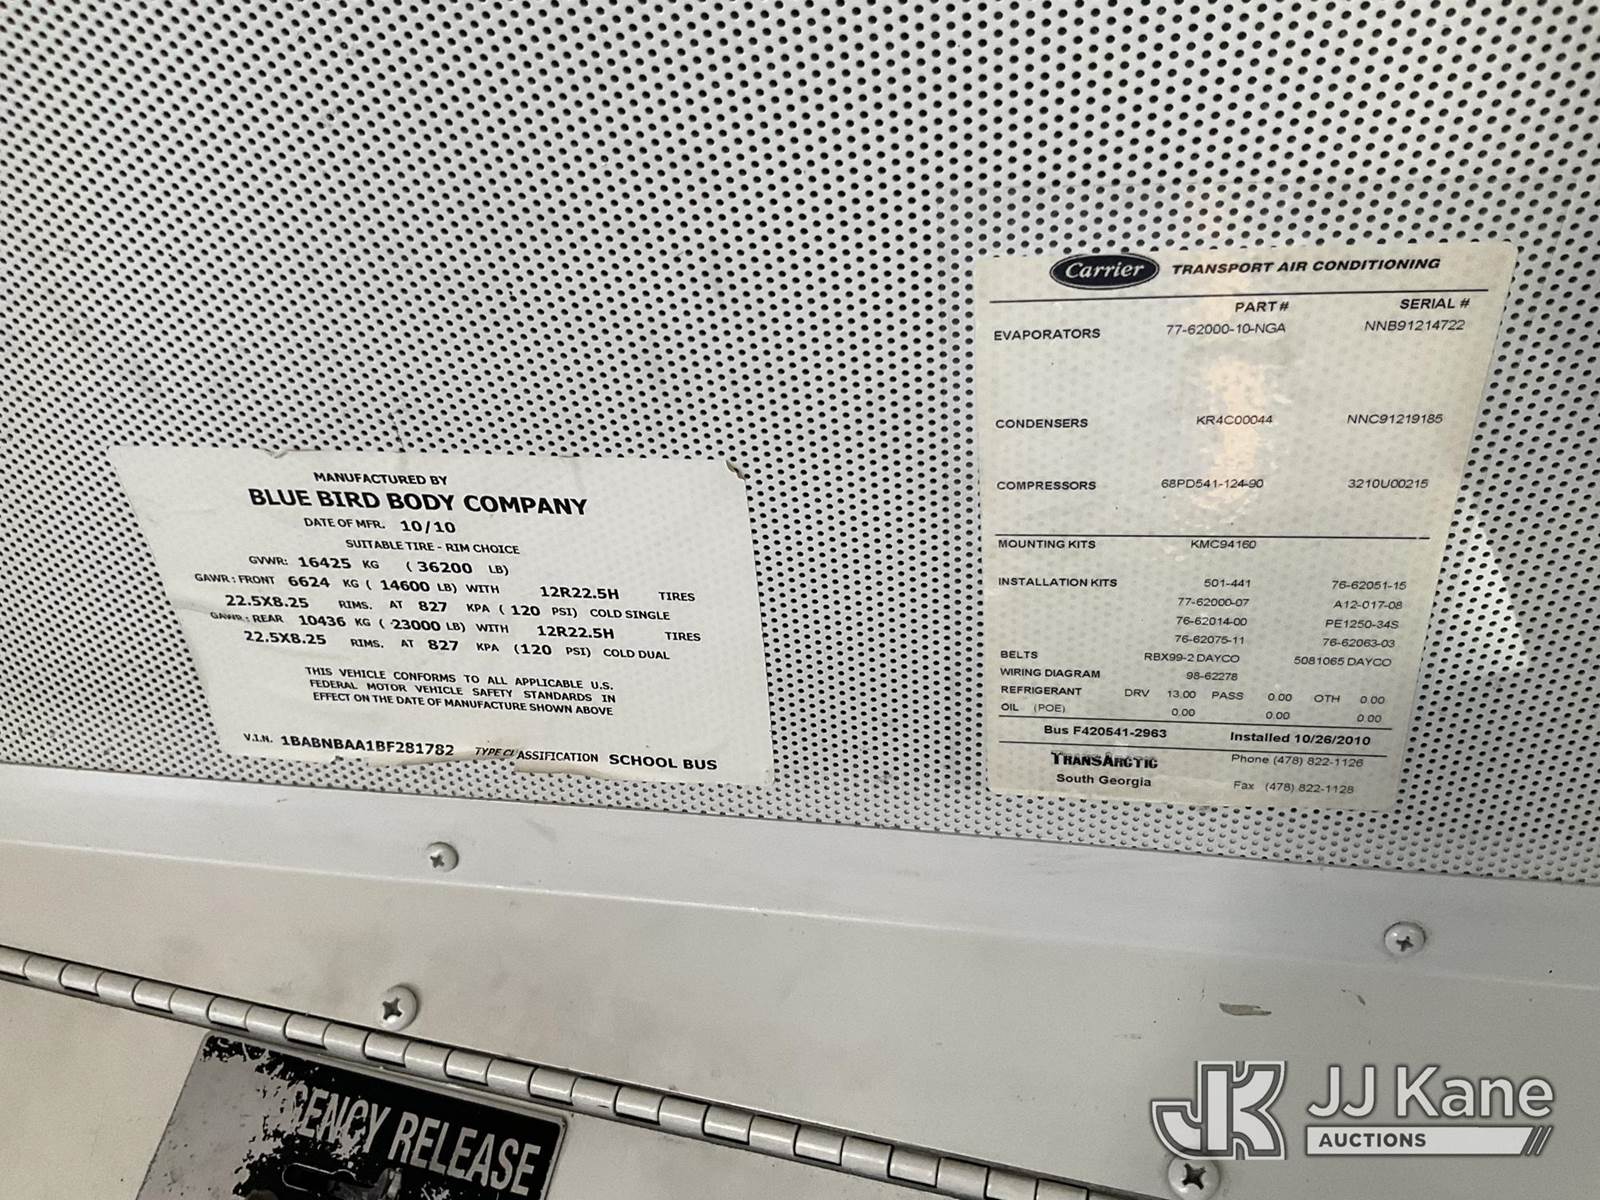 MANUFACTURED BY
BLUE BIRD BODY COMPANY
DATE OF MFR. 10/10
SUITABLE TIRE - RIM CHOICE
GVWR: 16425 KG ( 36200 LB)
GAWR : FRONT 6624 KG ( 14600 LB) WITH 12R22.5H TIRES
22.5X8.25 RIMS. AT 827 KPA ( 120 PSI) COLD SINGLE
GAWR : REAR 10436 KG ( 23000 LB) WITH 12R22.5H TIRES
22.5X8.25 RIMS. AT 827 KPA (120 PSI) COLD DUAL
THIS VEHICLE CONFORMS TO ALL APPLICABLE U.S.
FEDERAL MOTOR VEHICLE SAFETY STANDARDS IN
EFFECT ON THE DATE OF MANUFACTURE SHOWN ABOVE
V.I.N. 1BABNBAA1BF281782 TYPE CLASSIFICATION SCHOOL BUS
Carrier TRANSPORT AIR CONDITIONING
PART # SERIAL #
EVAPORATORS 77-62000-10-NGA NNB91214722
CONDENSERS KR4C00044 NNC91219185
COMPRESSORS 68PD541-124-90 3210U00215
MOUNTING KITS KMC94160
INSTALLATION KITS 501-441 76-62051-15
77-62000-07 A12-017-08
76-62014-00 PE1250-34S
76-62075-11 76-62063-03
BELTS RBX99-2 DAYCO 5081065 DAYCO
WIRING DIAGRAM 98-62278
REFRIGERANT DRV 13.00 PASS 0.00 OTH 0.00
OIL (POE) 0.00 0.00 0.00
Bus F420541-2963 Installed 10/26/2010
TRANSARCTIC Phone (478) 822-1126
South Georgia Fax (478) 822-1128
GENCY RELEASE
JK JJ Kane
AUCTIONS